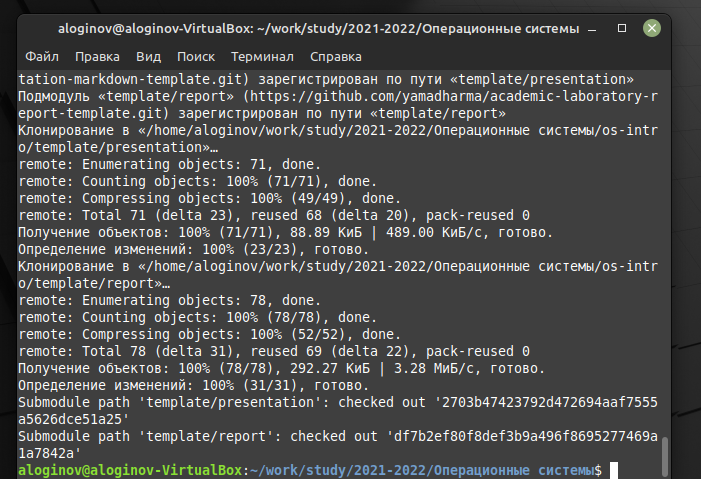 aloginov@aloginov-VirtualBox: ~/work/study/2021-2022/Операционные системы
Файл Правка Вид Поиск Терминал Справка
tation-markdown-template.git) зарегистрирован по пути «template/presentation»
Подмодуль «template/report» (https://github.com/yamadharma/academic-laboratory-r
eport-template.git) зарегистрирован по пути «template/report»
Клонирование в «/home/aloginov/work/study/2021-2022/Операционные системы/os-intr
o/template/presentation»…
remote: Enumerating objects: 71, done.
remote: Counting objects: 100% (71/71), done.
remote: Compressing objects: 100% (49/49), done.
remote: Total 71 (delta 23), reused 68 (delta 20), pack-reused 0
Получение объектов: 100% (71/71), 88.89 КиБ | 489.00 КиБ/с, готово.
Определение изменений: 100% (23/23), готово.
Клонирование в «/home/aloginov/work/study/2021-2022/Операционные системы/os-intr
o/template/report»…
remote: Enumerating objects: 78, done.
remote: Counting objects: 100% (78/78), done.
remote: Compressing objects: 100% (52/52), done.
remote: Total 78 (delta 31), reused 69 (delta 22), pack-reused 0
Получение объектов: 100% (78/78), 292.27 КиБ | 3.28 МиБ/с, готово.
Определение изменений: 100% (31/31), готово.
Submodule path 'template/presentation': checked out '2703b47423792d472694aaf7555
a5626dce51a25'
Submodule path 'template/report': checked out 'df7b2ef80f8def3b9a496f8695277469a
1a7842a'
aloginov@aloginov-VirtualBox:~/work/study/2021-2022/Операционные системы$